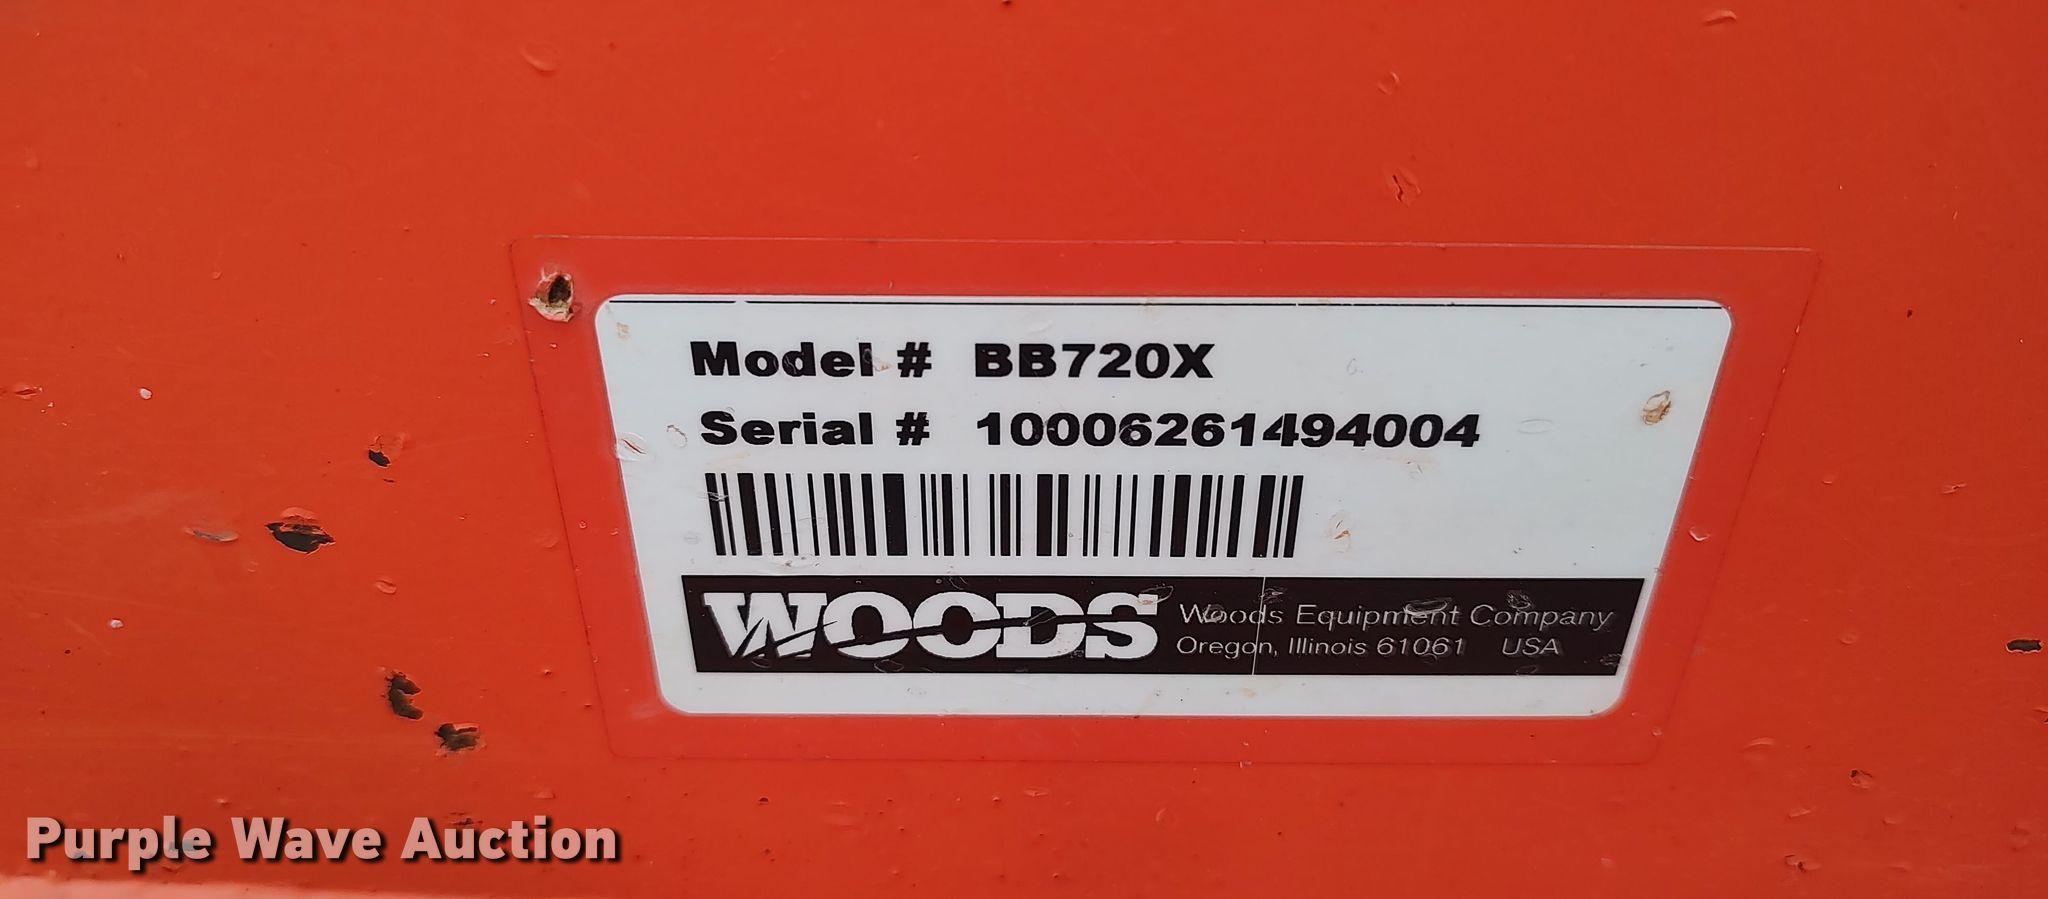 Model # BB720X
Serial # 10006261494004
WOODS
Woods Equipment Company
Oregon, Illinois 61061 USA
Purple Wave Auction